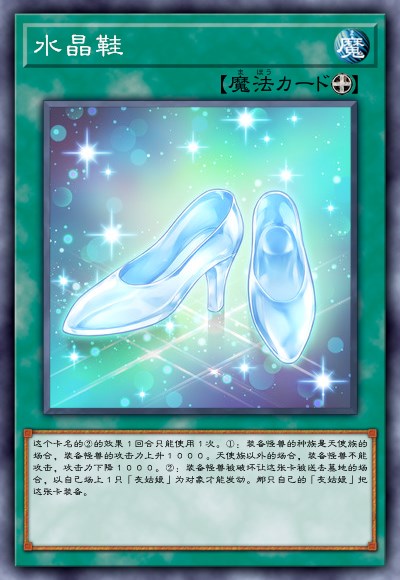 水晶鞋
魔
まほう
【魔法カード】
这个卡名的②的效果1回合只能使用1次。①：装备怪兽的种族是天使族的
场合，装备怪兽的攻击力上升1000。天使族以外的场合，装备怪兽不能
攻击，攻击力下降1000。②：装备怪兽被破坏让这张卡被送去墓地的场
合，以自己场上1只「灰姑娘」为对象才能发动。那只自己的「灰姑娘」把
这张卡装备。